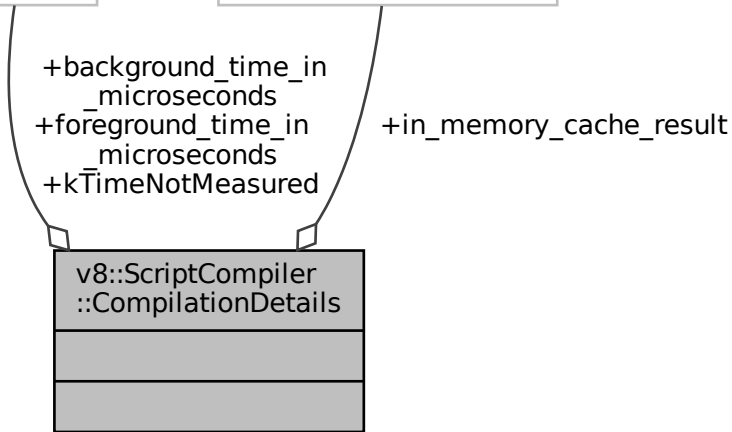 +background_time_in
_microseconds
+foreground_time_in
_microseconds
+kTimeNotMeasured
+in_memory_cache_result
v8::ScriptCompiler
::CompilationDetails